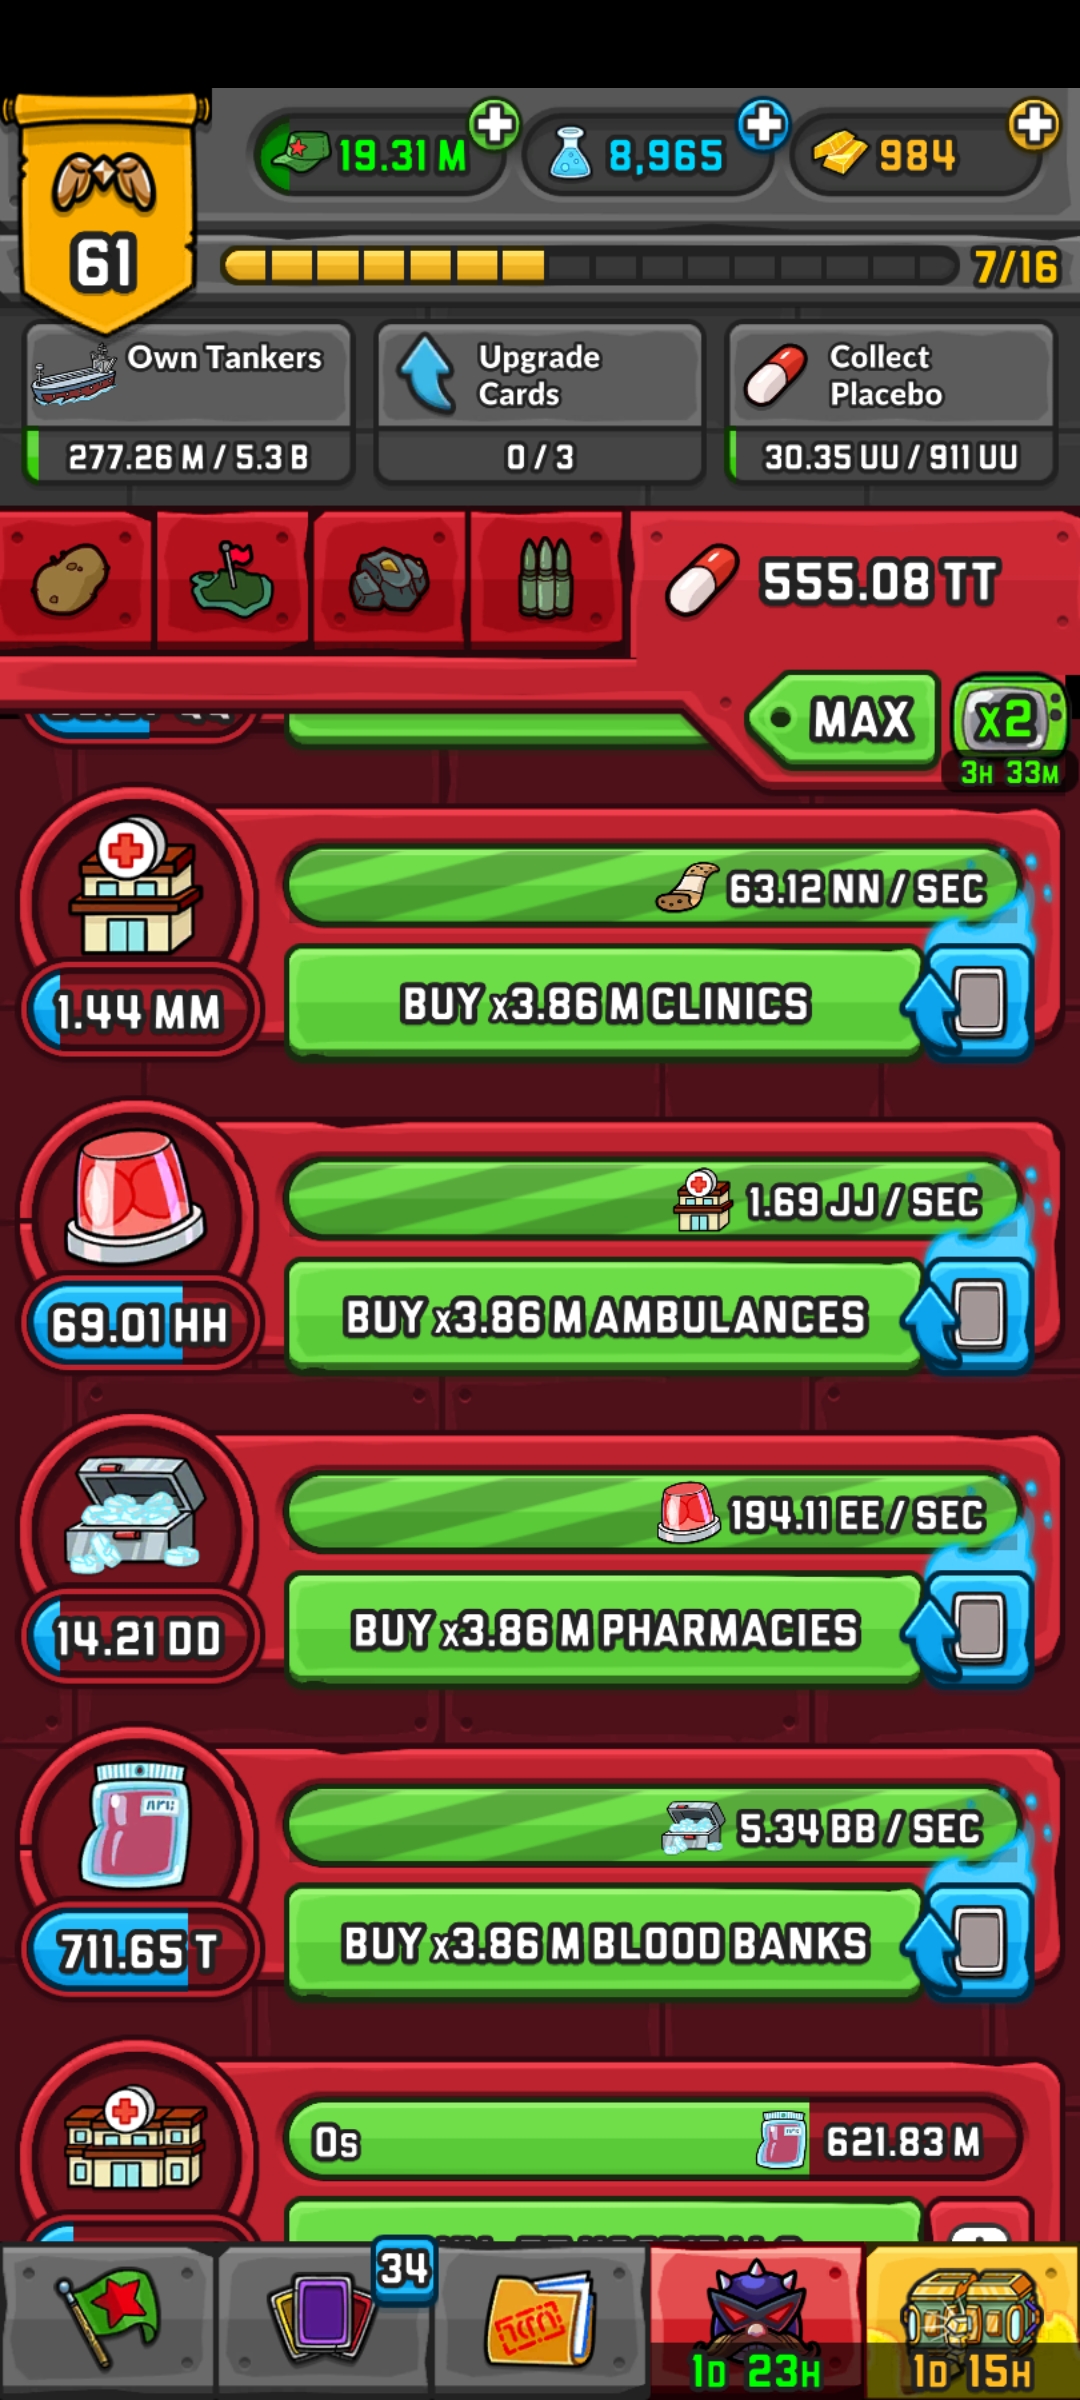 19.31 M
8,965
984
61
7/16
Own Tankers
277.26 M / 5.3 B
Upgrade
Cards
0 / 3
Collect
Placebo
30.35 UU / 911 UU
555.08 TT
MAX
x2
3H 33M
63.12 NN / SEC
1.44 MM
BUY x3.86 M CLINICS
1.69 JJ / SEC
69.01 HH
BUY x3.86 M AMBULANCES
194.11 EE / SEC
14.21 DD
BUY x3.86 M PHARMACIES
5.34 BB / SEC
711.65 T
BUY x3.86 M BLOOD BANKS
0s
621.83 M
34
1D 23H
1D 15H